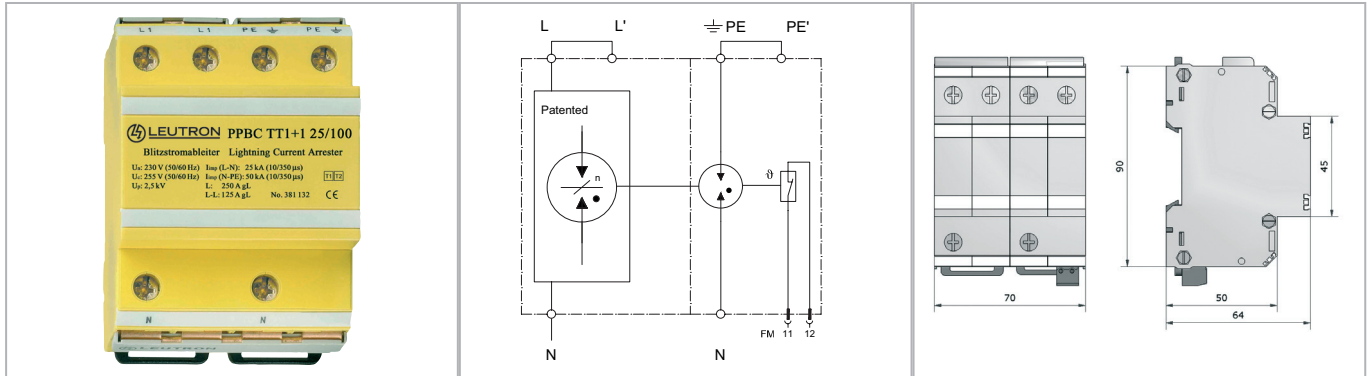 L1 L1 PE PE
LEUTRON PPBC TT1+1 25/100
Blitzstromableiter Lightning Current Arrester
Un: 230 V (50/60 Hz) Iimp (L-N): 25 kA (10/350 µs)
Uc: 255 V (50/60 Hz) Iimp (N-PE): 50 kA (10/350 µs) T1 T2
Up: 2,5 kV L: 250 A gL
L-L: 125 A gL No. 381 132 CE
N N
LEUTRON
L L' PE PE'
Patented
n
ϑ
FM 11 12
N N
90
45
70
50
64